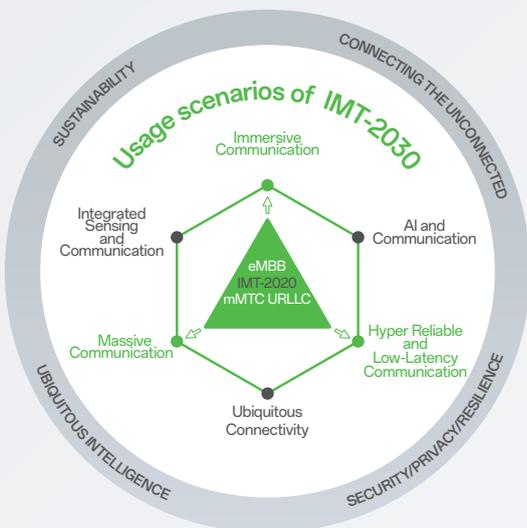 SUSTAINABILITY
CONNECTING THE UNCONNECTED
Usage scenarios of IMT-2030
Immersive
Communication
Integrated
Sensing
and
Communication
AI and
Communication
eMBB
IMT-2020
mMTC URLLC
Massive
Communication
Hyper Reliable
and
Low-Latency
Communication
Ubiquitous
Connectivity
UBIQUITOUS INTELLIGENCE
SECURITY/PRIVACY/RESILIENCE